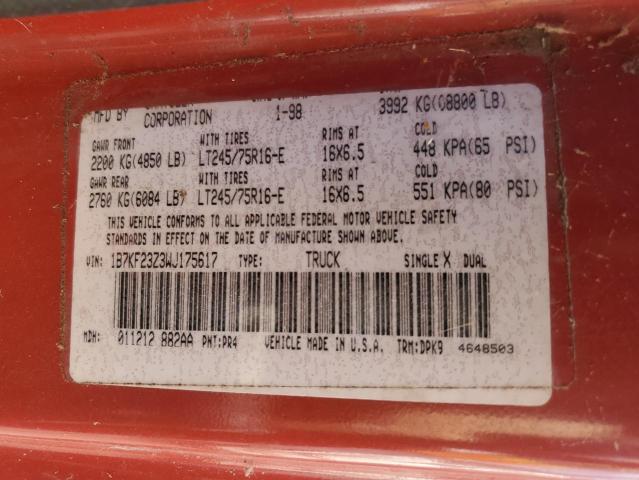 MFD BY CORPORATION 1-98 3992 KG(08800 LB)
GAWR FRONT WITH TIRES RIMS AT COLD
2200 KG(4850 LB) LT245/75R16-E 16X6.5 448 KPA(65 PSI)
GAWR REAR WITH TIRES RIMS AT COLD
2760 KG(6084 LB) LT245/75R16-E 16X6.5 551 KPA(80 PSI)
THIS VEHICLE CONFORMS TO ALL APPLICABLE FEDERAL MOTOR VEHICLE SAFETY
STANDARDS IN EFFECT ON THE DATE OF MANUFACTURE SHOWN ABOVE.
VIN: 1B7KF23Z3WJ175617 TYPE: TRUCK SINGLE X DUAL
MDH: 011212 882AA PNT:PR4 VEHICLE MADE IN U.S.A. TRM:DPK9 4648503